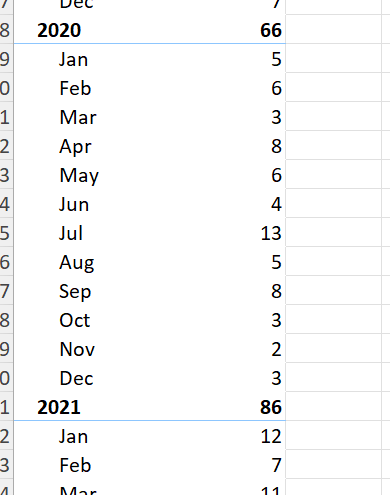 7 Dec 7
8 2020 66
9 Jan 5
0 Feb 6
1 Mar 3
2 Apr 8
3 May 6
4 Jun 4
5 Jul 13
6 Aug 5
7 Sep 8
8 Oct 3
9 Nov 2
0 Dec 3
1 2021 86
2 Jan 12
3 Feb 7
4 Mar 11